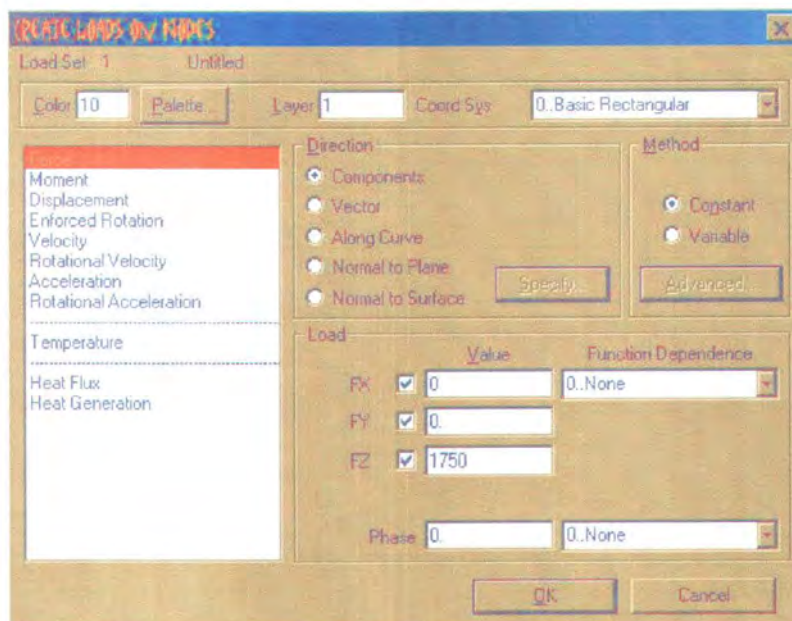 CREATE LOADS ON NODES
Load Set 1 Untitled
Color 10 Palette... Layer 1 Coord Sys 0..Basic Rectangular
Force
Moment
Displacement
Enforced Rotation
Velocity
Rotational Velocity
Acceleration
Rotational Acceleration
Temperature
Heat Flux
Heat Generation
Direction
Components
Vector
Along Curve
Normal to Plane
Normal to Surface
Specify...
Method
Constant
Variable
Advanced...
Load
Value Function Dependence
FX 0 0..None
FY 0.
FZ 1750
Phase 0. 0..None
OK Cancel